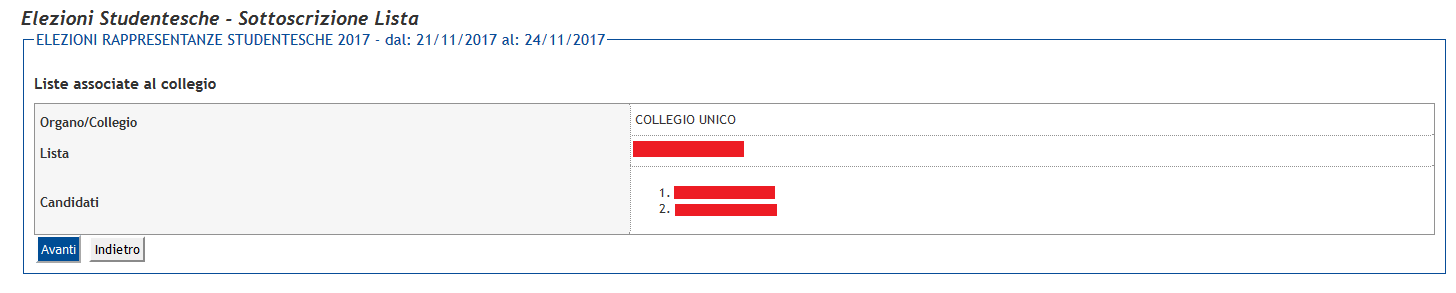 Elezioni Studentesche - Sottoscrizione Lista
ELEZIONI RAPPRESENTANZE STUDENTESCHE 2017 - dal: 21/11/2017 al: 24/11/2017
Liste associate al collegio
Organo/Collegio COLLEGIO UNICO
Lista
Candidati
1.
2.
Avanti Indietro